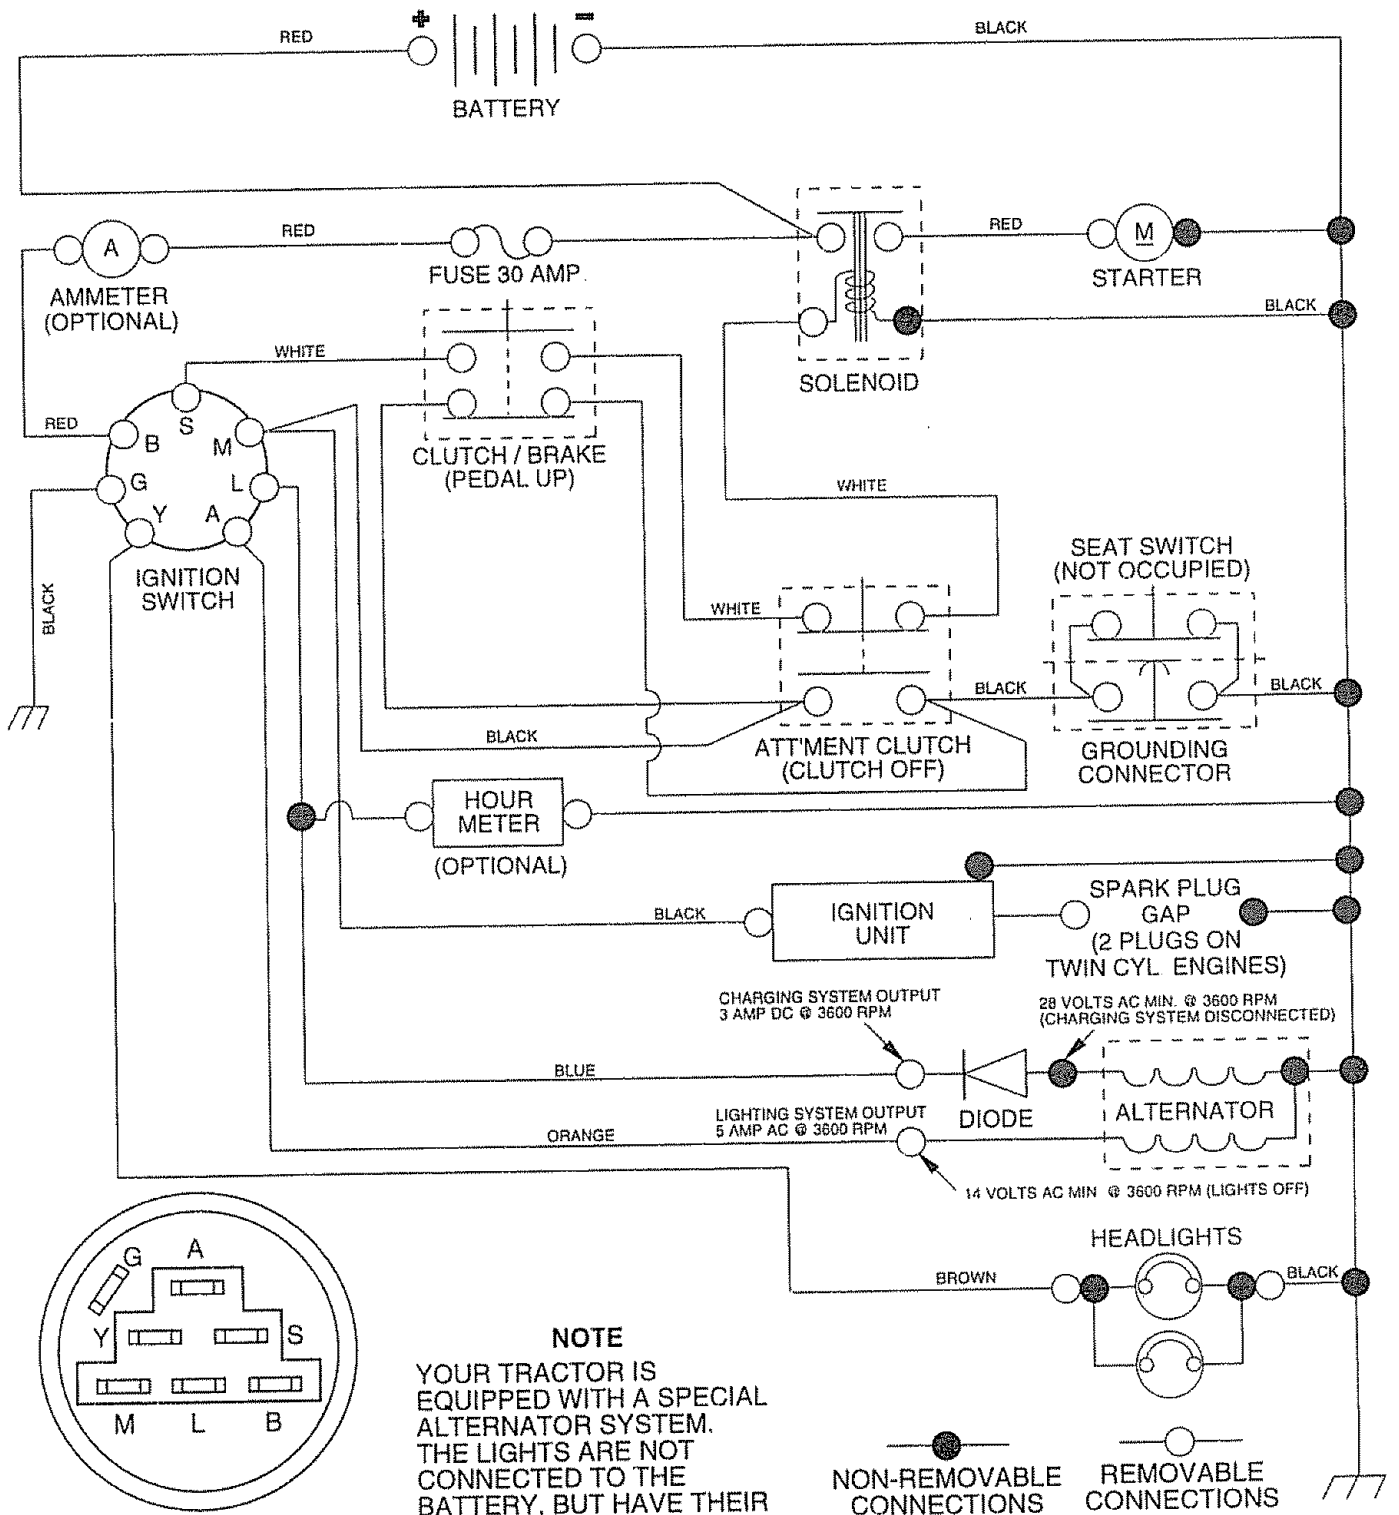 +
−
RED
BLACK
BATTERY
RED
A
FUSE 30 AMP.
AMMETER
(OPTIONAL)
RED
M
STARTER
BLACK
SOLENOID
WHITE
CLUTCH / BRAKE
(PEDAL UP)
RED
S
B
M
G
L
Y
A
IGNITION
SWITCH
BLACK
WHITE
SEAT SWITCH
(NOT OCCUPIED)
WHITE
BLACK
BLACK
BLACK
ATT'MENT CLUTCH
(CLUTCH OFF)
GROUNDING
CONNECTOR
HOUR
METER
(OPTIONAL)
BLACK
IGNITION
UNIT
SPARK PLUG
GAP
(2 PLUGS ON
TWIN CYL. ENGINES)
CHARGING SYSTEM OUTPUT
3 AMP DC @ 3600 RPM
28 VOLTS AC MIN. @ 3600 RPM
(CHARGING SYSTEM DISCONNECTED)
BLUE
DIODE
ALTERNATOR
LIGHTING SYSTEM OUTPUT
5 AMP AC @ 3600 RPM
ORANGE
14 VOLTS AC MIN @ 3600 RPM (LIGHTS OFF)
HEADLIGHTS
BROWN
BLACK
G
A
Y
S
M
L
B
NOTE
YOUR TRACTOR IS
EQUIPPED WITH A SPECIAL
ALTERNATOR SYSTEM.
THE LIGHTS ARE NOT
CONNECTED TO THE
BATTERY, BUT HAVE THEIR
NON-REMOVABLE
CONNECTIONS
REMOVABLE
CONNECTIONS